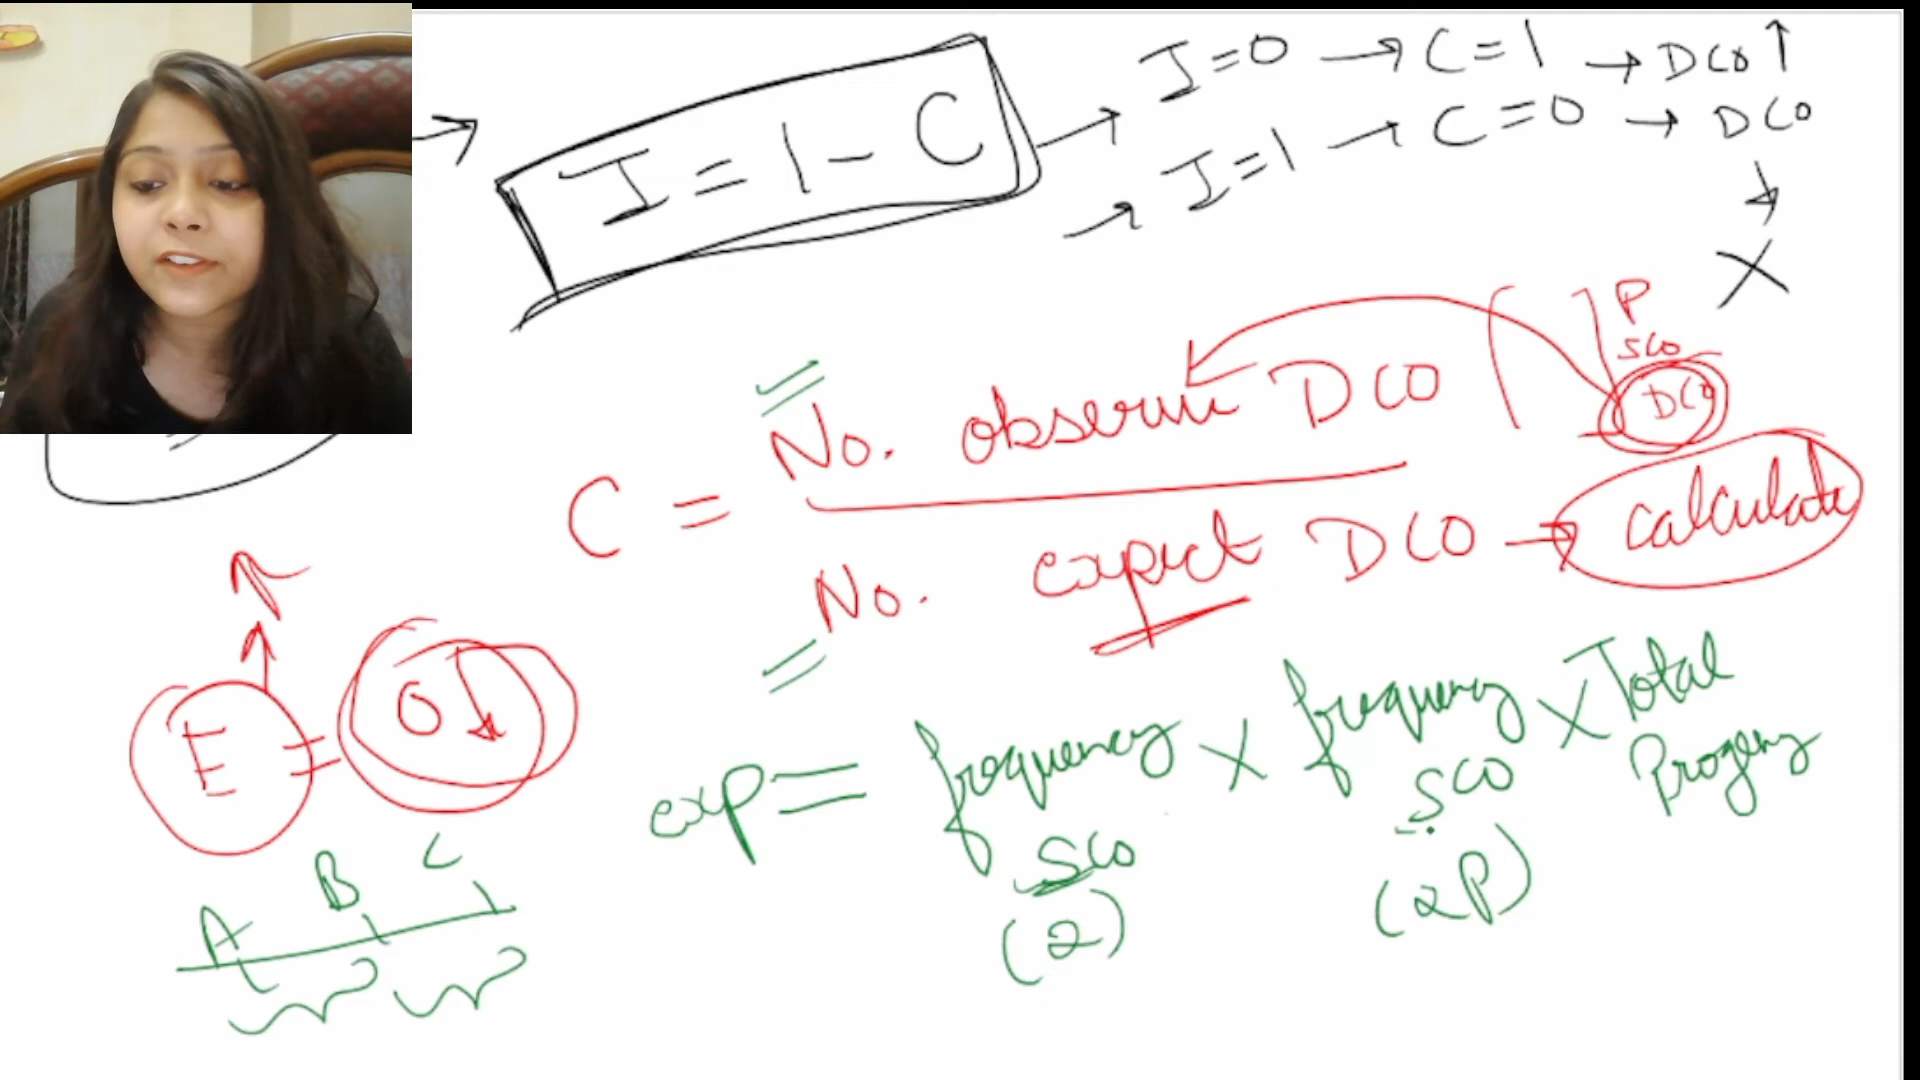 I = 1 - C
→ I = 0 → C = 1 → DCO ↑
→ I = 1 → C = 0 → DCO
↓
X
P
SCO
DCO
C = No. observe DCO
No. expect DCO → calculate
E = O ↓
exp = frequency SCO (2) × frequency SCO (2P) × Total Progeny
A B C